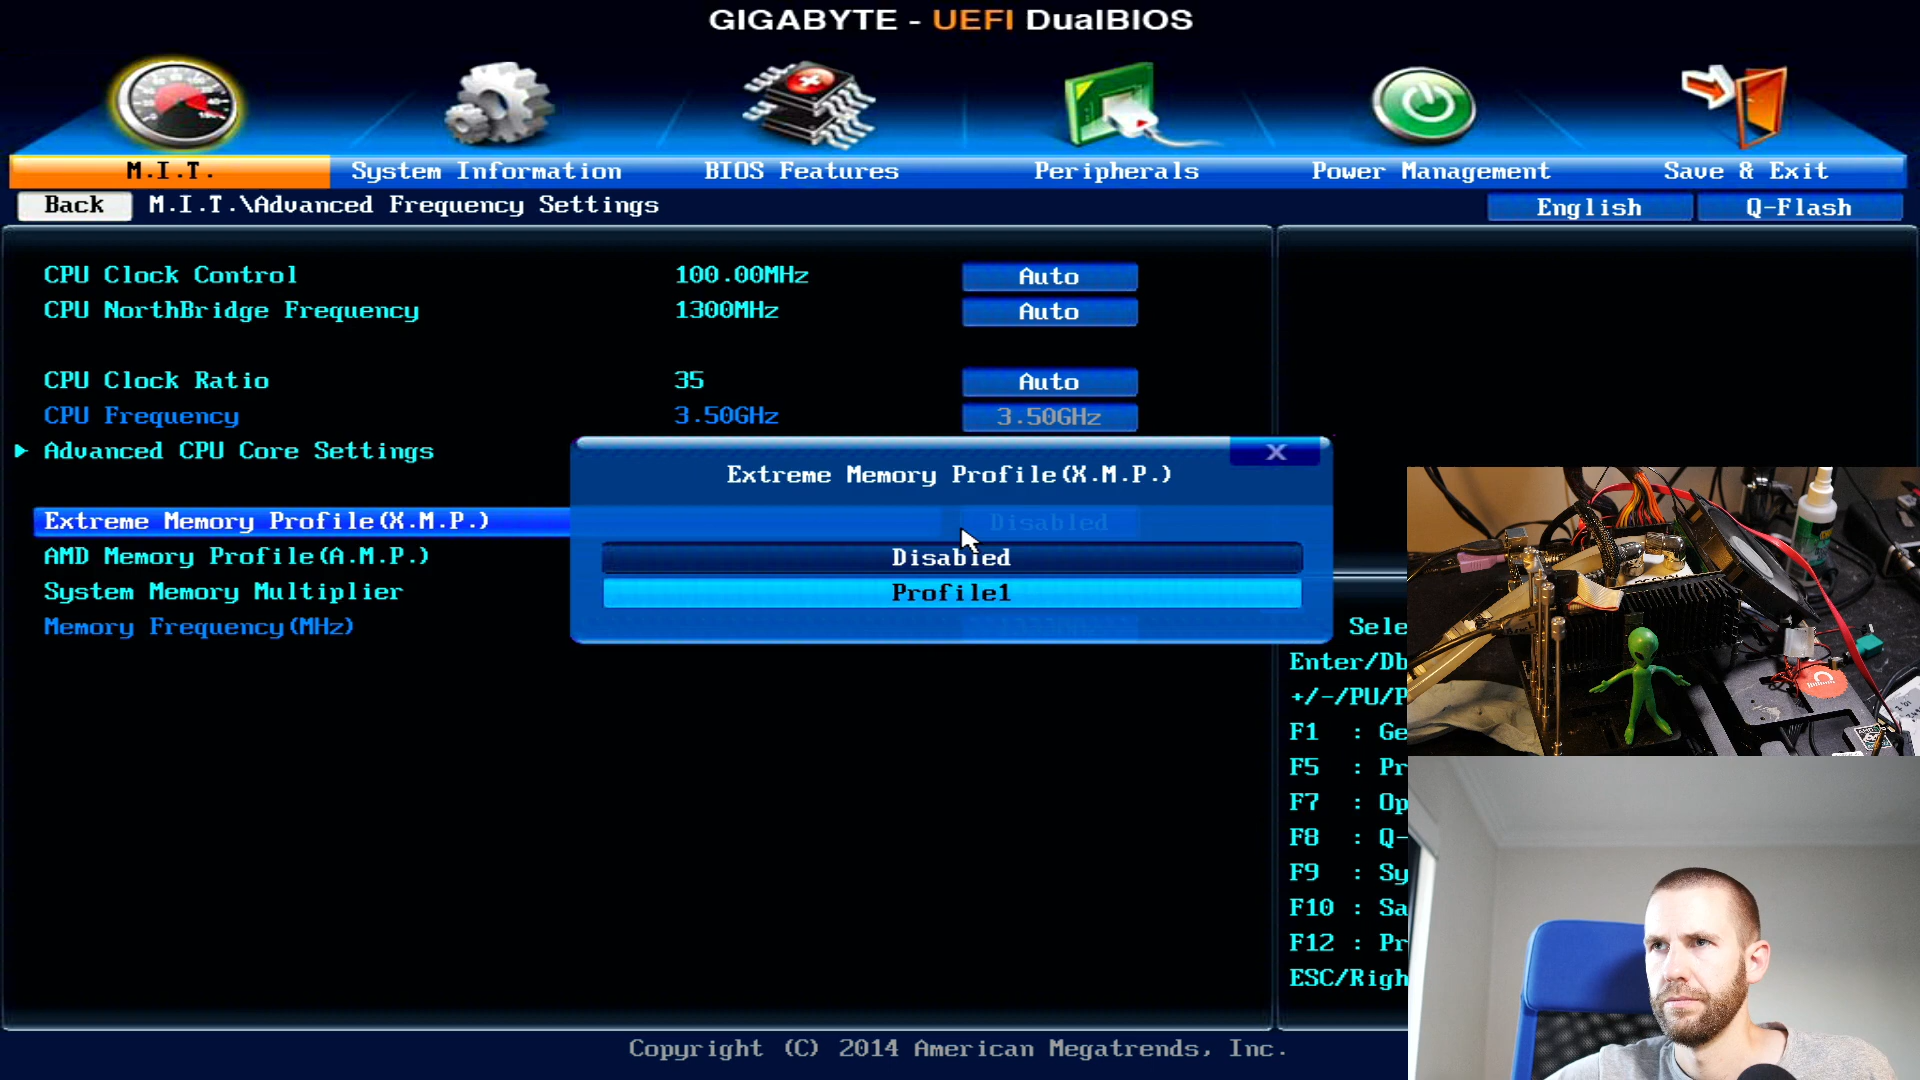 GIGABYTE - UEFI DualBIOS
M.I.T.
System Information
BIOS Features
Peripherals
Power Management
Save & Exit
Back
M.I.T.\Advanced Frequency Settings
English
Q-Flash
CPU Clock Control 100.00MHz Auto
CPU NorthBridge Frequency 1300MHz Auto
CPU Clock Ratio 35 Auto
CPU Frequency 3.50GHz 3.50GHz
Advanced CPU Core Settings
X
Extreme Memory Profile(X.M.P.)
Extreme Memory Profile(X.M.P.) Disabled
AMD Memory Profile(A.M.P.)
Disabled
System Memory Multiplier
Profile1
Memory Frequency(MHz)
Sele
Enter/Db
+/-/PU/P
F1 : Ge
F5 : Pr
F7 : Op
F8 : Q-
F9 : Sy
F10 : Sa
F12 : Pr
ESC/Righ
Copyright (C) 2014 American Megatrends, Inc.